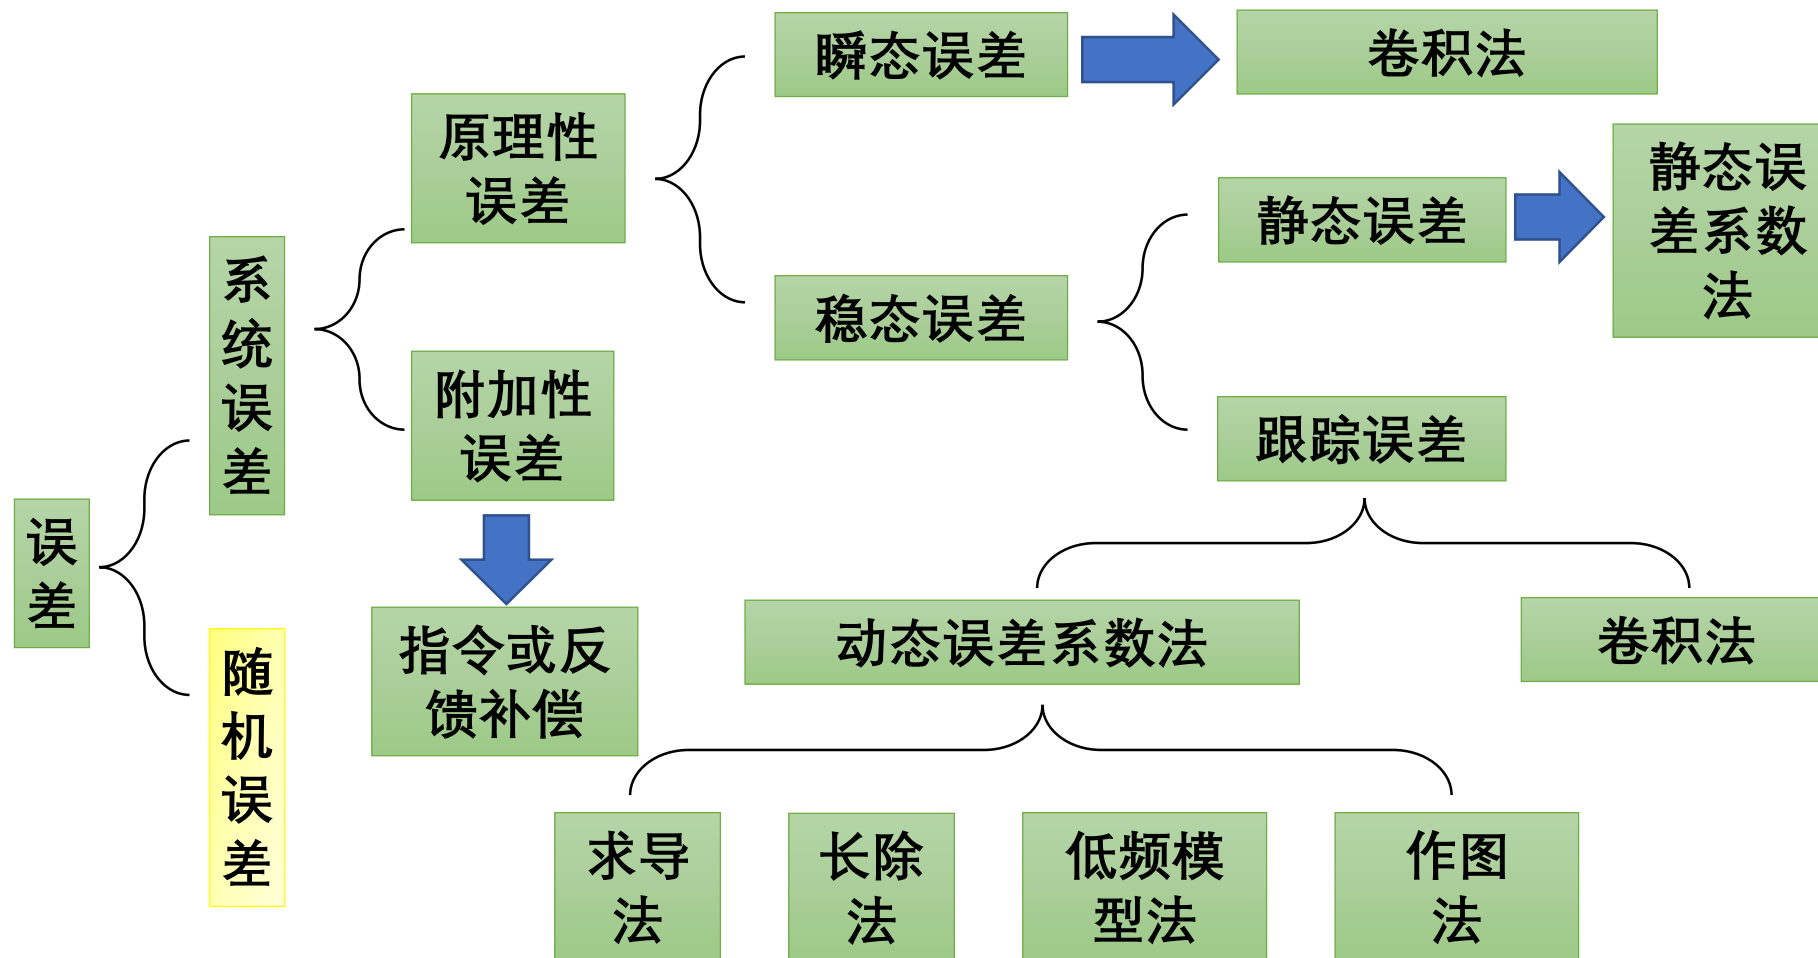 误
差
系
统
误
差
随
机
误
差
原理性
误差
附加性
误差
指令或反
馈补偿
瞬态误差
卷积法
稳态误差
静态误差
静态误
差系数
法
跟踪误差
动态误差系数法
卷积法
求导
法
长除
法
低频模
型法
作图
法